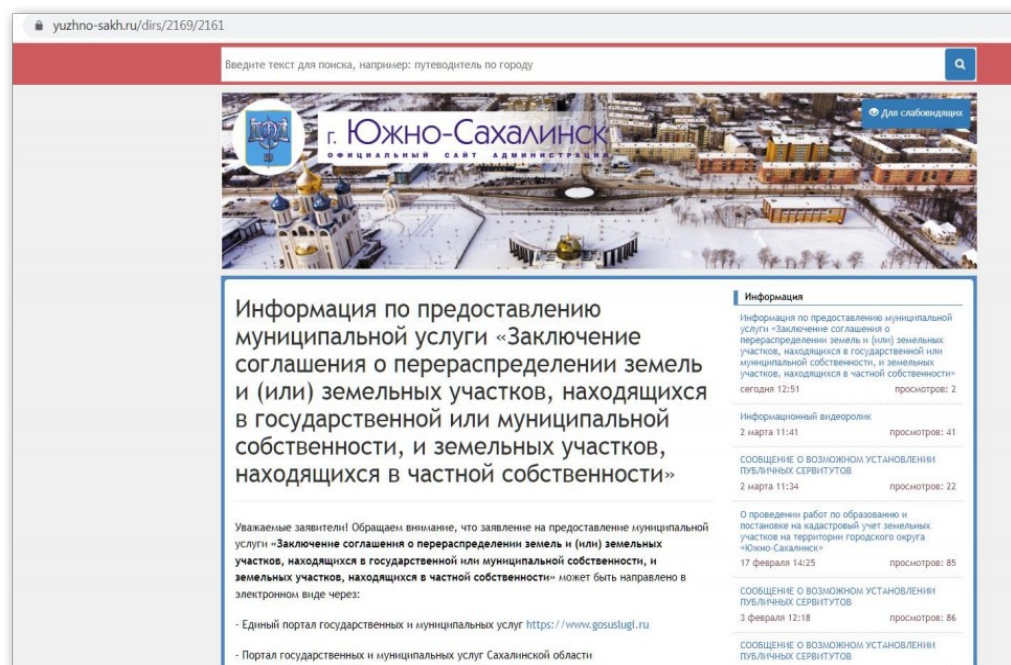 yuzhno-sakh.ru/dirs/2169/2161
Введите текст для поиска, например: путеводитель по городу
Для слабовидящих
г. Южно-Сахалинск
ОФИЦИАЛЬНЫЙ САЙТ АДМИНИСТРАЦИИ
Информация по предоставлению
муниципальной услуги «Заключение
соглашения о перераспределении земель
и (или) земельных участков, находящихся
в государственной или муниципальной
собственности, и земельных участков,
находящихся в частной собственности»
Уважаемые заявители! Обращаем внимание, что заявление на предоставление муниципальной
услуги «Заключение соглашения о перераспределении земель и (или) земельных
участков, находящихся в государственной или муниципальной собственности, и
земельных участков, находящихся в частной собственности» может быть направлено в
электронном виде через:
- Единый портал государственных и муниципальных услуг https://www.gosuslugi.ru
- Портал государственных и муниципальных услуг Сахалинской области
Информация
Информация по предоставлению муниципальной
услуги «Заключение соглашения о
перераспределении земель и (или) земельных
участков, находящихся в государственной или
муниципальной собственности, и земельных
участков, находящихся в частной собственности»
сегодня 12:51 просмотров: 2
Информационный видеоролик
2 марта 11:41 просмотров: 41
СООБЩЕНИЕ О ВОЗМОЖНОМ УСТАНОВЛЕНИИ
ПУБЛИЧНЫХ СЕРВИТУТОВ
2 марта 11:34 просмотров: 22
О проведении работ по образованию и
постановке на кадастровый учет земельных
участков на территории городского округа
«Южно-Сахалинск»
17 февраля 14:25 просмотров: 85
СООБЩЕНИЕ О ВОЗМОЖНОМ УСТАНОВЛЕНИИ
ПУБЛИЧНЫХ СЕРВИТУТОВ
3 февраля 12:18 просмотров: 86
СООБЩЕНИЕ О ВОЗМОЖНОМ УСТАНОВЛЕНИИ
ПУБЛИЧНЫХ СЕРВИТУТОВ